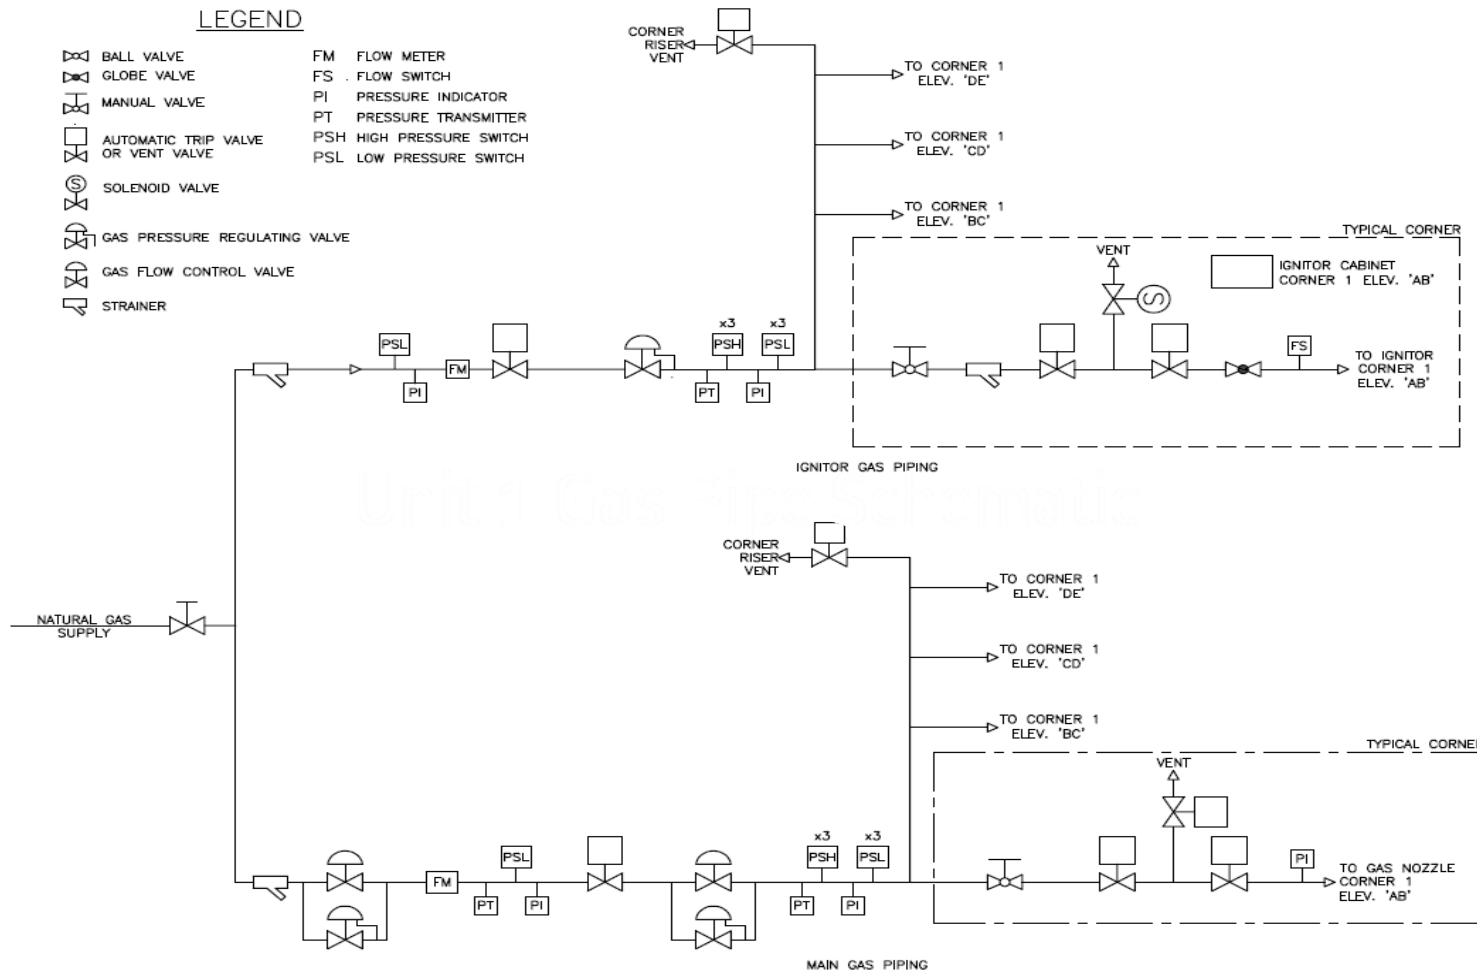 LEGEND
BALL VALVE
GLOBE VALVE
MANUAL VALVE
AUTOMATIC TRIP VALVE
OR VENT VALVE
S
SOLENOID VALVE
GAS PRESSURE REGULATING VALVE
GAS FLOW CONTROL VALVE
STRAINER
FM FLOW METER
FS . FLOW SWITCH
PI PRESSURE INDICATOR
PT PRESSURE TRANSMITTER
PSH HIGH PRESSURE SWITCH
PSL LOW PRESSURE SWITCH
CORNER
RISER
VENT
TO CORNER 1
ELEV. 'DE'
TO CORNER 1
ELEV. 'CD'
TO CORNER 1
ELEV. 'BC'
TYPICAL CORNER
VENT
S
IGNITOR CABINET
CORNER 1 ELEV. 'AB'
PSL
PI
FM
x3
PSH
x3
PSL
PT
PI
FS
TO IGNITOR
CORNER 1
ELEV. 'AB'
IGNITOR GAS PIPING
Unit 1 Gas Pipe Schematic
CORNER
RISER
VENT
TO CORNER 1
ELEV. 'DE'
NATURAL GAS
SUPPLY
TO CORNER 1
ELEV. 'CD'
TO CORNER 1
ELEV. 'BC'
TYPICAL CORNER
VENT
FM
PSL
PT
PI
x3
PSH
x3
PSL
PT
PI
PI
TO GAS NOZZLE
CORNER 1
ELEV. 'AB'
MAIN GAS PIPING